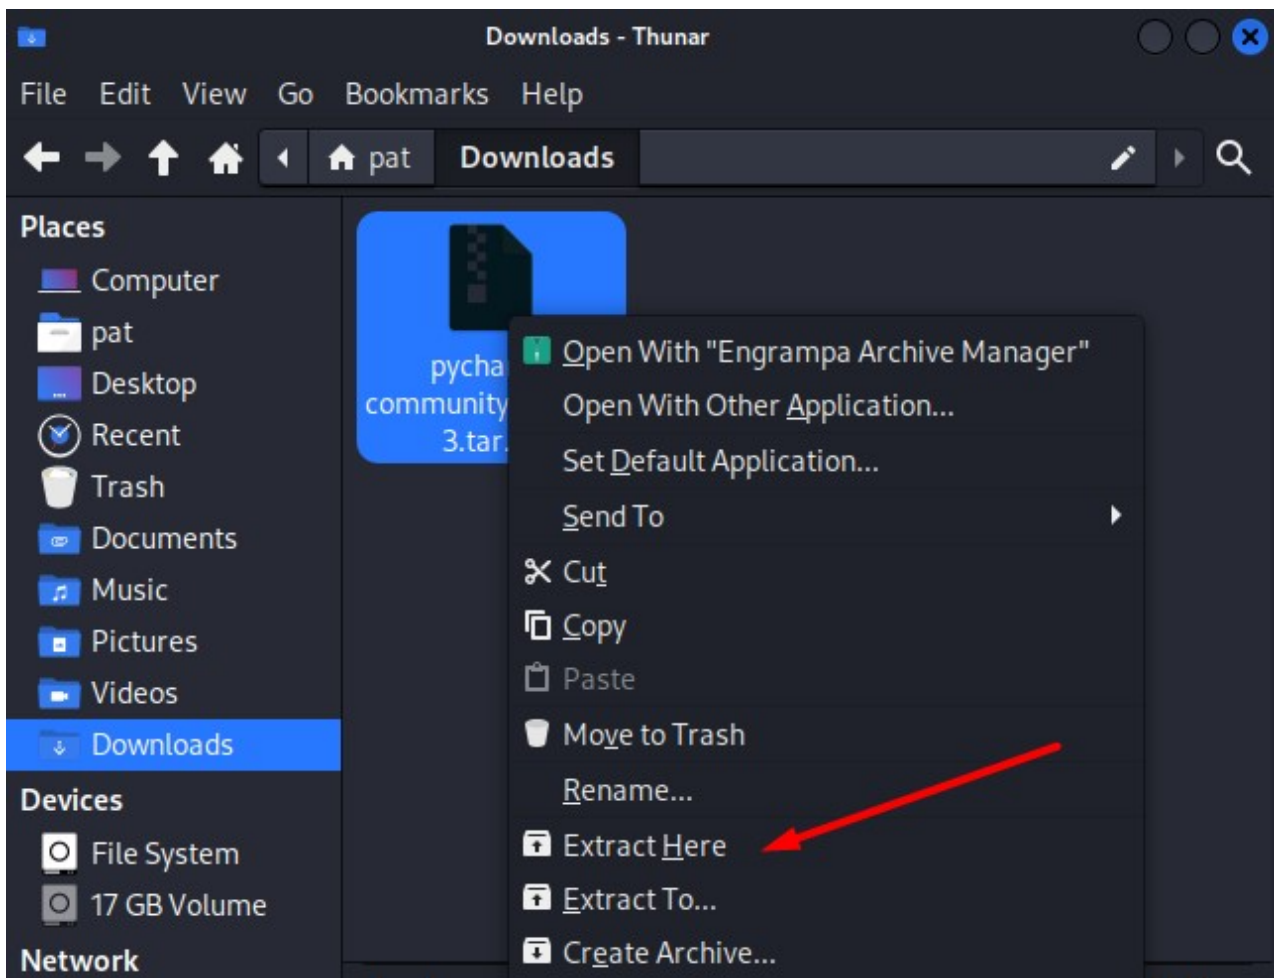 Downloads - Thunar
File Edit View Go Bookmarks Help
pat Downloads
Places
Computer
pat
Desktop
Recent
Trash
Documents
Music
Pictures
Videos
Downloads
Devices
File System
17 GB Volume
Network
pycha
community
3.tar.
Open With "Engrampa Archive Manager"
Open With Other Application...
Set Default Application...
Send To
Cut
Copy
Paste
Move to Trash
Rename...
Extract Here
Extract To...
Create Archive...